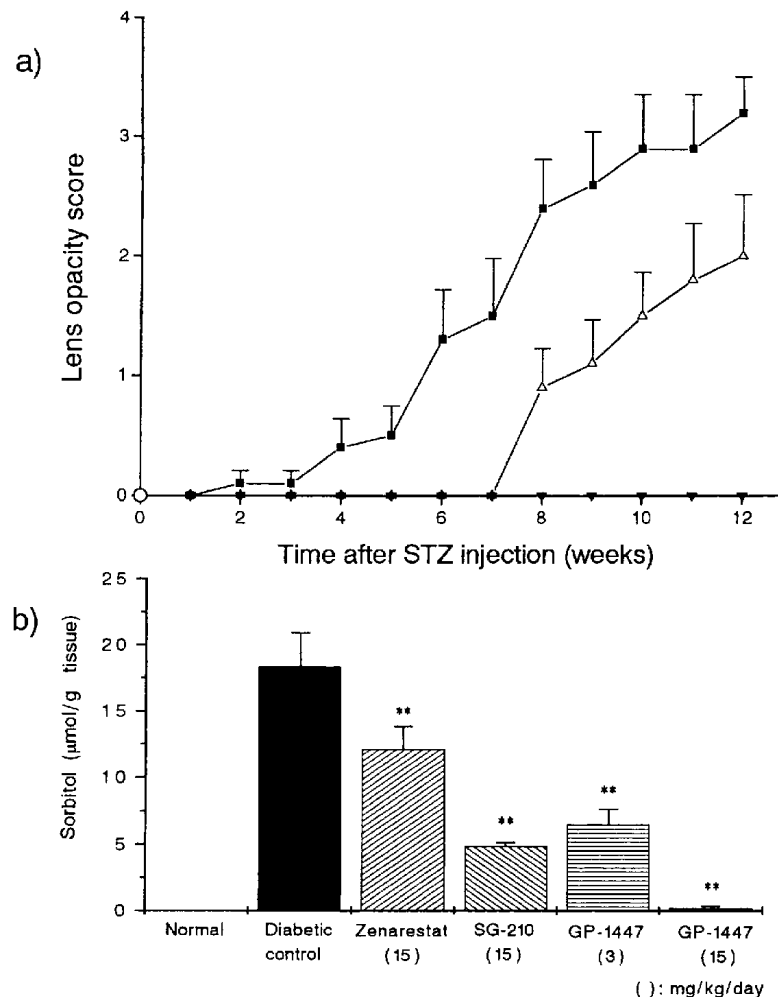 a)
4
3
2
1
0
Lens opacity score
0 2 4 6 8 10 12
Time after STZ injection (weeks)
b)
25
20
15
10
5
0
Sorbitol (μmol/g tissue)
**
**
**
**
Normal Diabetic control Zenarestat (15) SG-210 (15) GP-1447 (3) GP-1447 (15)
( ): mg/kg/day